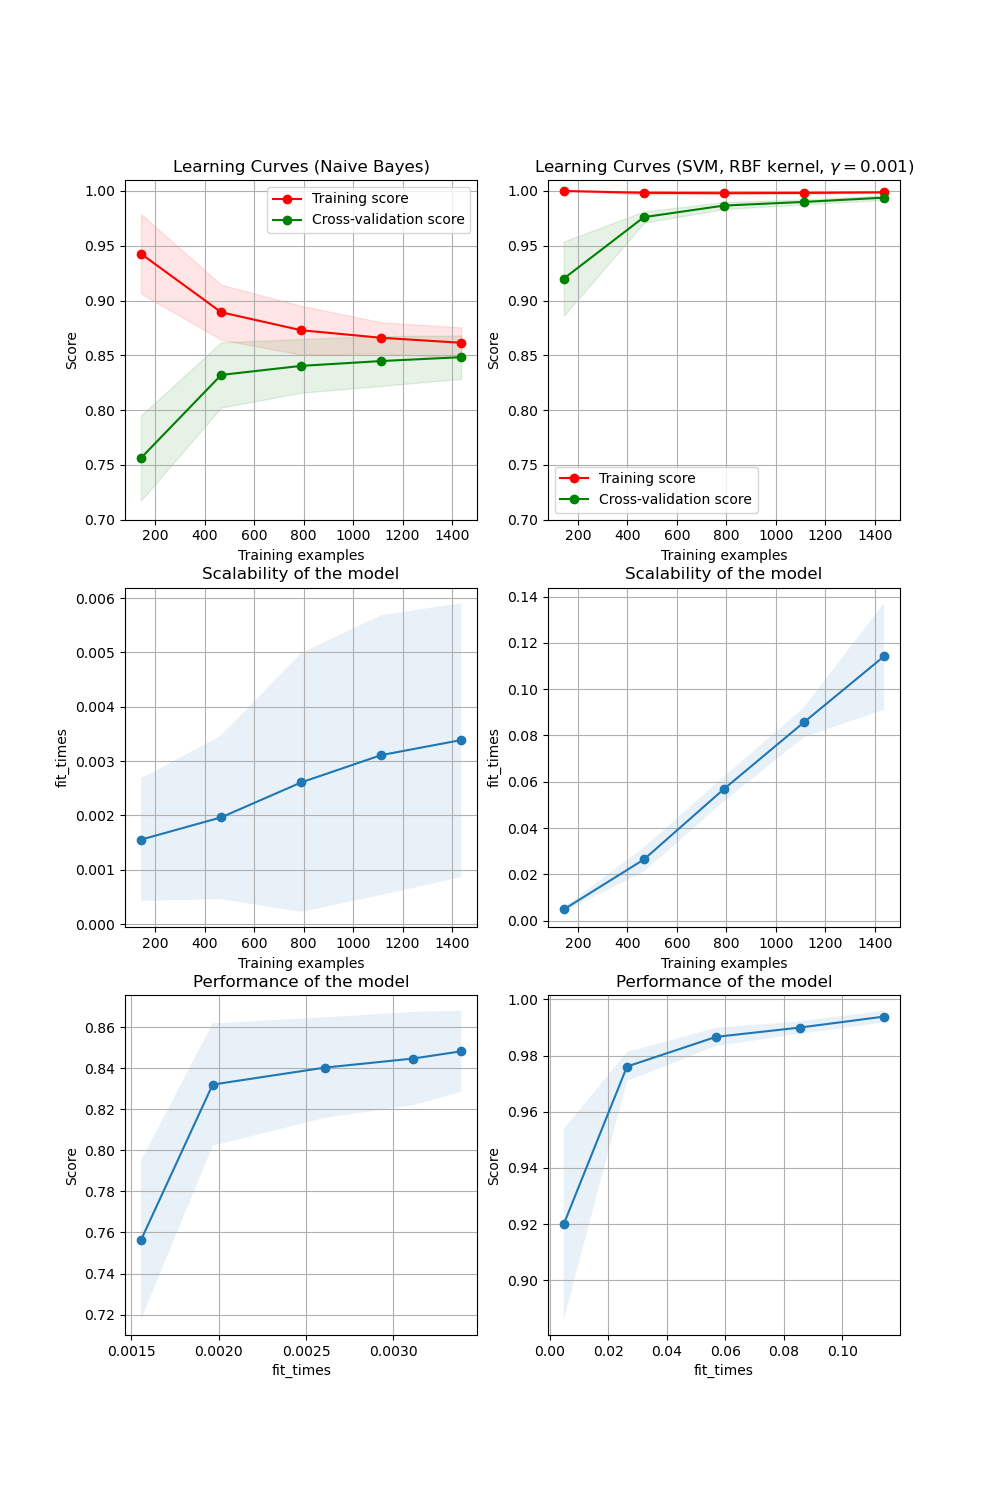 Learning Curves (Naive Bayes)
Score
1.00
0.95
0.90
0.85
0.80
0.75
0.70
Training score
Cross-validation score
200 400 600 800 1000 1200 1400
Training examples
Learning Curves (SVM, RBF kernel, γ = 0.001)
Score
1.00
0.95
0.90
0.85
0.80
0.75
0.70
Training score
Cross-validation score
200 400 600 800 1000 1200 1400
Training examples
Scalability of the model
fit_times
0.006
0.005
0.004
0.003
0.002
0.001
0.000
200 400 600 800 1000 1200 1400
Training examples
Scalability of the model
fit_times
0.14
0.12
0.10
0.08
0.06
0.04
0.02
0.00
200 400 600 800 1000 1200 1400
Training examples
Performance of the model
Score
0.86
0.84
0.82
0.80
0.78
0.76
0.74
0.72
0.0015 0.0020 0.0025 0.0030
fit_times
Performance of the model
Score
1.00
0.98
0.96
0.94
0.92
0.90
0.00 0.02 0.04 0.06 0.08 0.10
fit_times